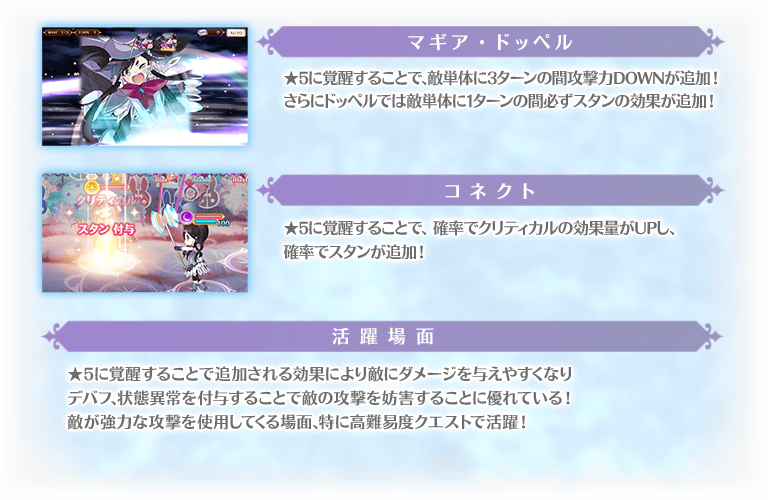 マギア・ドッペル
★5に覚醒することで、敵単体に3ターンの間攻撃力DOWNが追加!
さらにドッペルでは敵単体に1ターンの間必ずスタンの効果が追加!
AUTO
コネクト
★5に覚醒することで、確率でクリティカルの効果量がUPし、
確率でスタンが追加!
クリティカル
スタン 付与
活躍場面
★5に覚醒することで追加される効果により敵にダメージを与えやすくなり
デバフ、状態異常を付与することで敵の攻撃を妨害することに優れている!
敵が強力な攻撃を使用してくる場面、特に高難易度クエストで活躍!